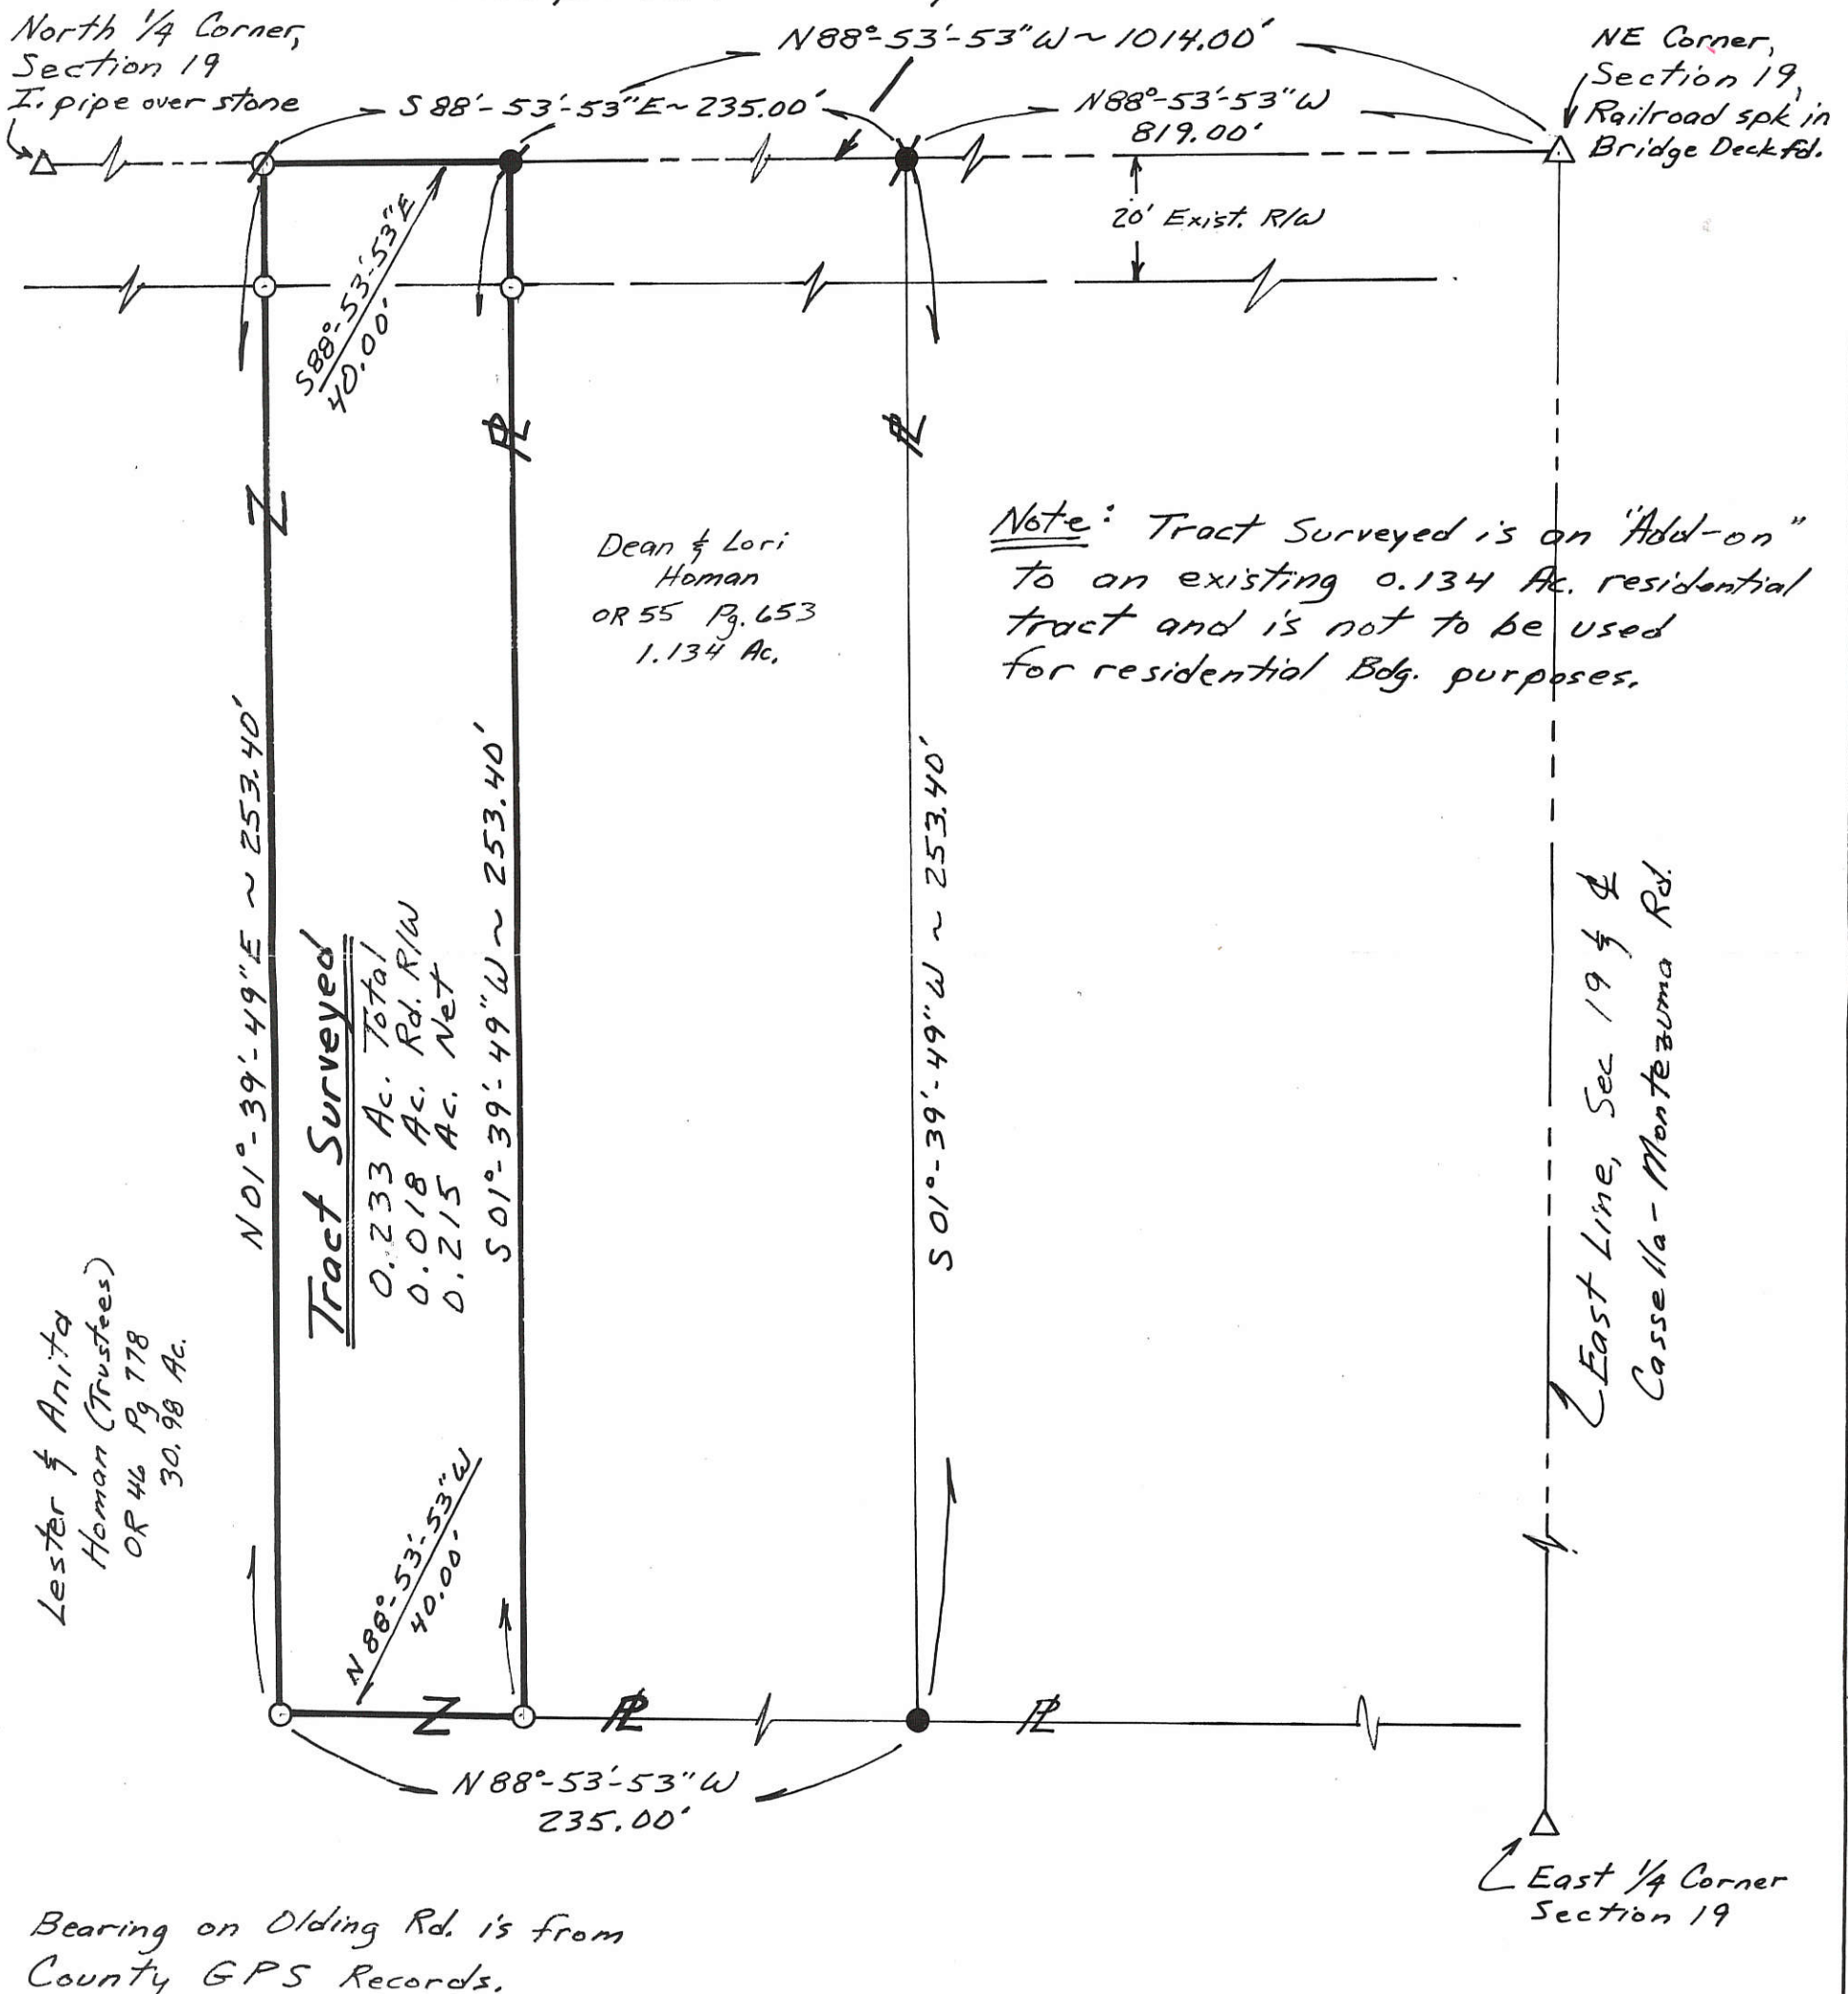 North 1/4 Corner,
Section 19
I. pipe over stone
N88°-53'-53"W ~ 1014.00'
S 88'- 53'-53"E ~ 235.00'
N88°-53'-53"W
819.00'
NE Corner,
Section 19,
Railroad spk in
Bridge Deck fd.
20' Exist. R/W
S88°-53'-53"E
40.00'
Z
PL
PL
Dean & Lori
Homan
OR 55 Pg. 653
1.134 Ac.
Note: Tract Surveyed is an "Add-on"
to an existing 0.134 Ac. residential
tract and is not to be used
for residential Bdg. purposes.
N 01°-39'-49"E ~ 253.40'
Tract Surveyed
0.233 Ac. Total
0.018 Ac. Rd. R/W
0.215 Ac. Net
S 01°-39'-49"W ~ 253.40'
S 01°-39'-49"W ~ 253.40'
East Line, Sec 19 & CL
Cassella - Montezuma Rd.
Lester & Anita
Homan (Trustees)
OR 46 Pg 778
30.98 Ac.
N 88°-53'-53"W
40.00'
Z
PL
PL
N 88°-53'-53"W
235.00'
East 1/4 Corner
Section 19
Bearing on Olding Rd. is from
County GPS Records.